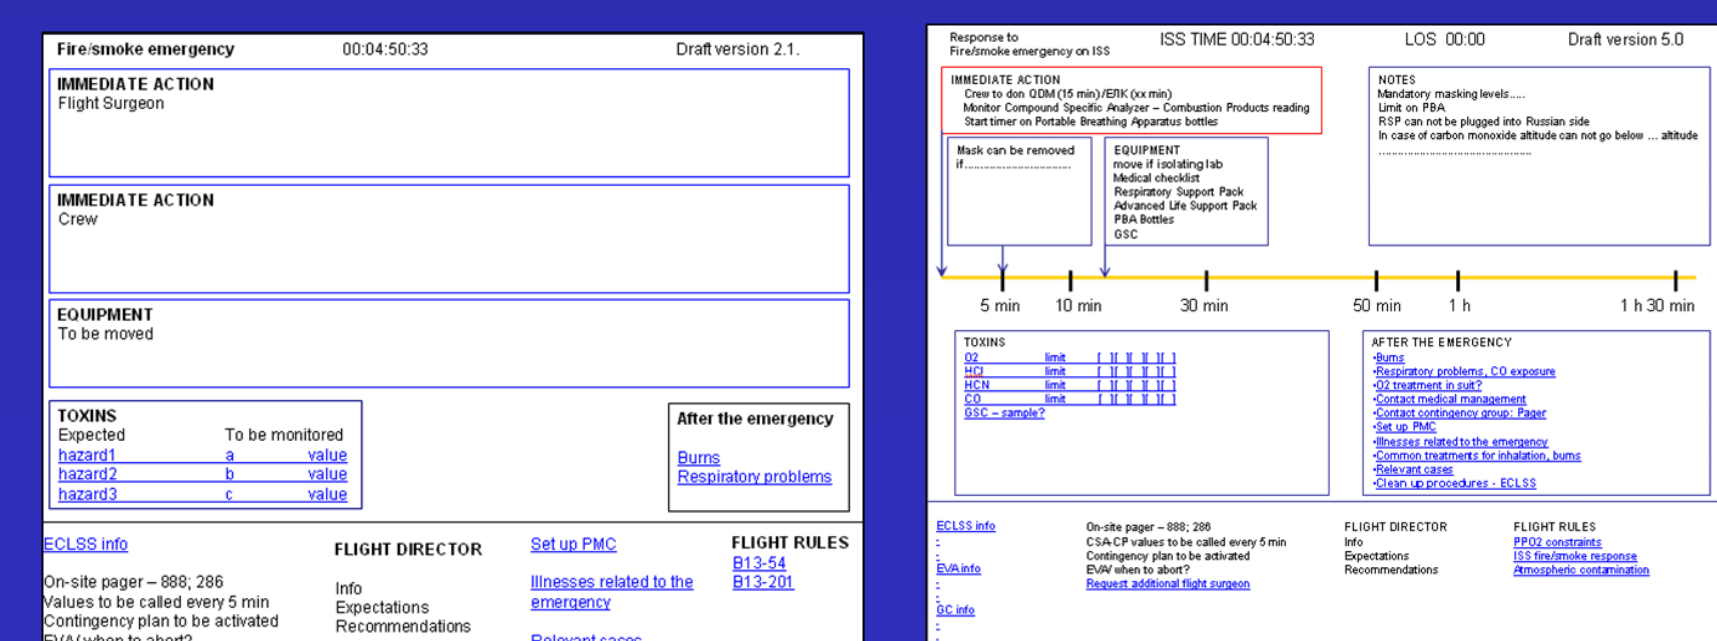 Fire/smoke emergency 00:04:50:33 Draft version 2.1.
IMMEDIATE ACTION
Flight Surgeon
IMMEDIATE ACTION
Crew
EQUIPMENT
To be moved
TOXINS
Expected To be monitored
hazard1 a value
hazard2 b value
hazard3 c value
After the emergency
Burns
Respiratory problems
ECLSS info
On-site pager – 888; 286
Values to be called every 5 min
Contingency plan to be activated
EVA/ when to abort?
FLIGHT DIRECTOR
Info
Expectations
Recommendations
Set up PMC
Illnesses related to the
emergency
Relevant cases
FLIGHT RULES
B13-54
B13-201
Response to
Fire/smoke emergency on ISS
ISS TIME 00:04:50:33 LOS 00:00 Draft version 5.0
IMMEDIATE ACTION
Crew to don QDM (15 min)/ЕПК (xx min)
Monitor Compound Specific Analyzer – Combustion Products reading
Start timer on Portable Breathing Apparatus bottles
NOTES
Mandatory masking levels.....
Limit on PBA
RSP can not be plugged into Russian side
In case of carbon monoxide altitude can not go below ... altitude
................................................
Mask can be removed
if.................................
EQUIPMENT
move if isolating lab
Medical checklist
Respiratory Support Pack
Advanced Life Support Pack
PBA Bottles
GSC
5 min 10 min 30 min 50 min 1 h 1 h 30 min
TOXINS
O2 limit [ ][ ][ ][ ][ ]
HCl limit [ ][ ][ ][ ][ ]
HCN limit [ ][ ][ ][ ][ ]
CO limit [ ][ ][ ][ ][ ]
GSC – sample?
AFTER THE EMERGENCY
•Burns
•Respiratory problems, CO exposure
•O2 treatment in suit?
•Contact medical management
•Contact contingency group: Pager
•Set up PMC
•Illnesses related to the emergency
•Common treatments for inhalation, burns
•Relevant cases
•Clean up procedures - ECLSS
ECLSS info
:
EVA info
:
GC info
:
On-site pager – 888; 286
CSA-CP values to be called every 5 min
Contingency plan to be activated
EVA/ when to abort?
Request additional flight surgeon
FLIGHT DIRECTOR
Info
Expectations
Recommendations
FLIGHT RULES
PPO2 constraints
ISS fire/smoke response
Atmospheric contamination